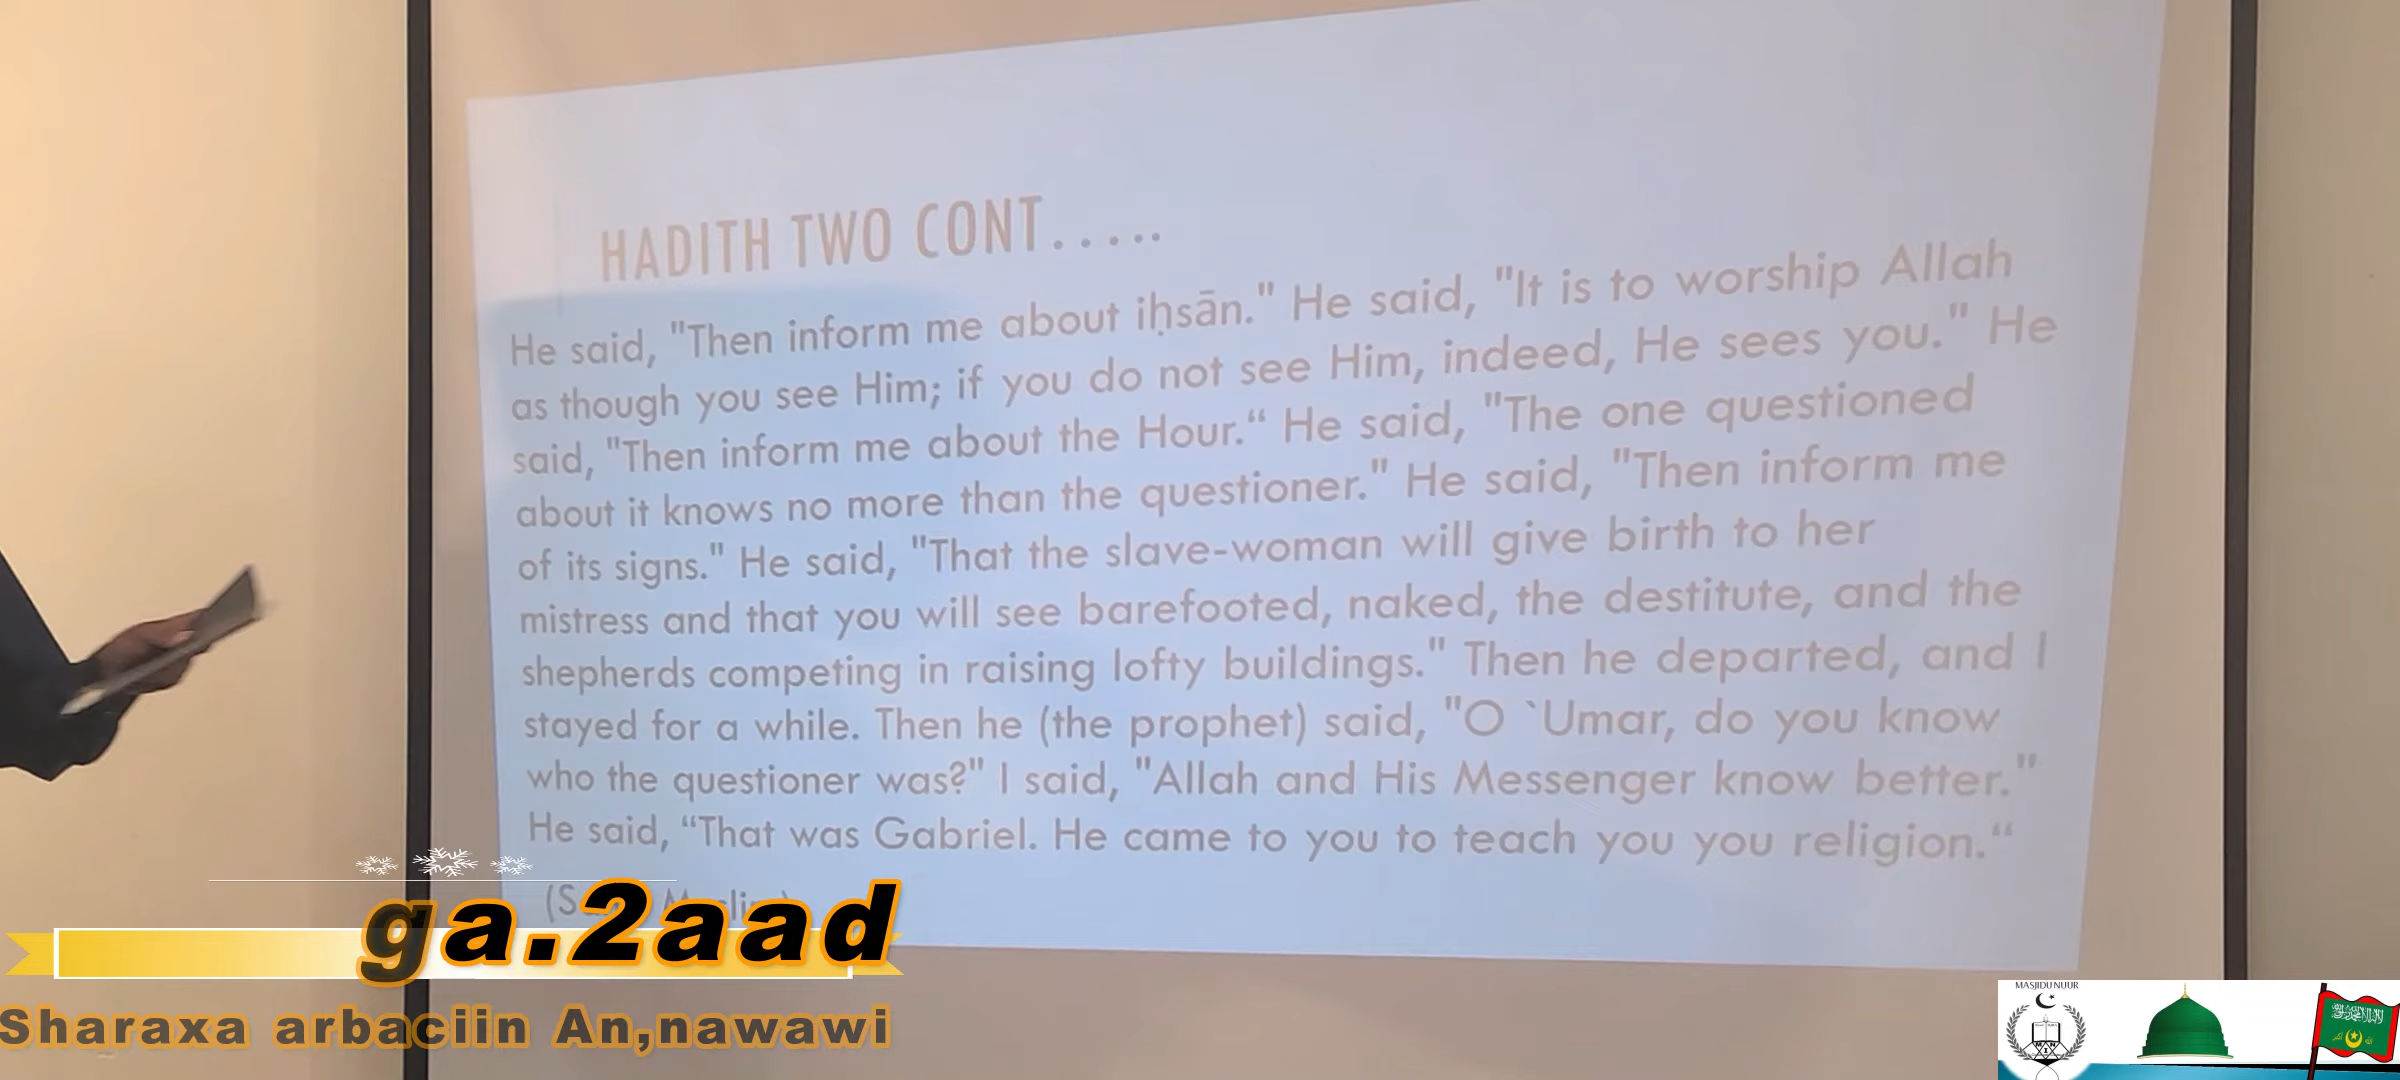 HADITH TWO CONT.....
He said, "Then inform me about iḥsān." He said, "It is to worship Allah
as though you see Him; if you do not see Him, indeed, He sees you." He
said, "Then inform me about the Hour.“ He said, "The one questioned
about it knows no more than the questioner." He said, "Then inform me
of its signs." He said, "That the slave-woman will give birth to her
mistress and that you will see barefooted, naked, the destitute, and the
shepherds competing in raising lofty buildings." Then he departed, and I
stayed for a while. Then he (the prophet) said, "O `Umar, do you know
who the questioner was?" I said, "Allah and His Messenger know better."
He said, “That was Gabriel. He came to you to teach you you religion.“
ga.2aad
Sharaxa arbaciin An,nawawi
MASJIDU NUUR